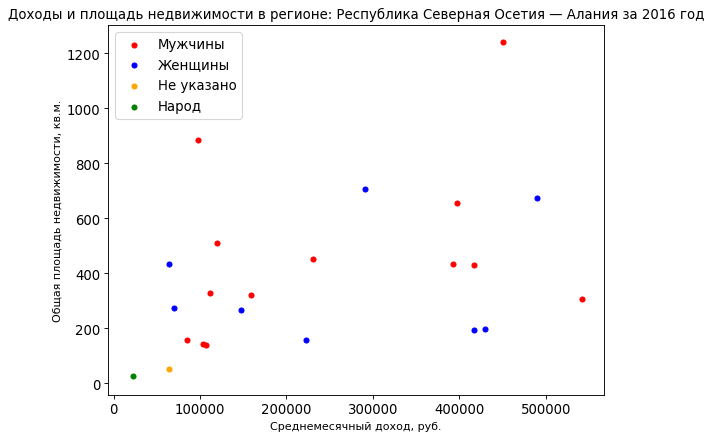 Доходы и площадь недвижимости в регионе: Республика Северная Осетия — Алания за 2016 год
Мужчины
Женщины
Не указано
Народ
Общая площадь недвижимости, кв.м.
1200
1000
800
600
400
200
0
0 100000 200000 300000 400000 500000
Среднемесячный доход, руб.